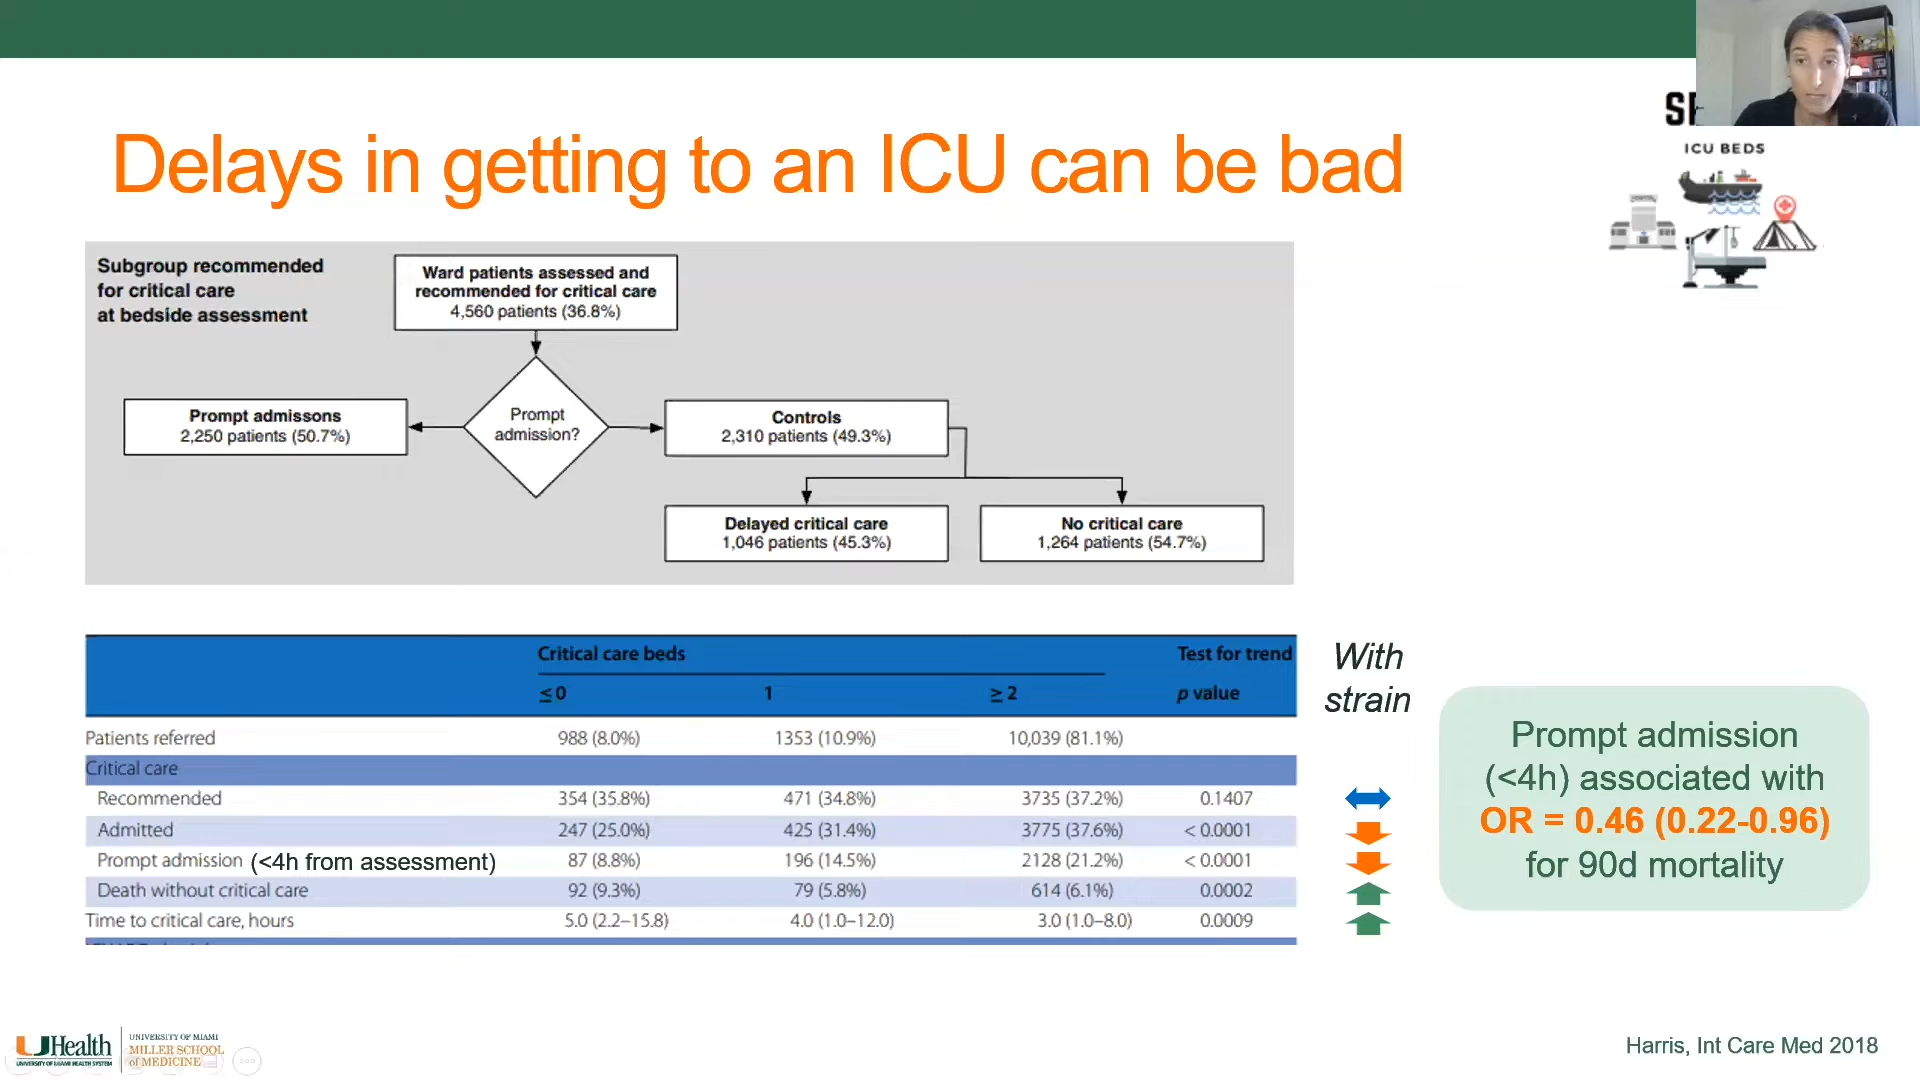 Delays in getting to an ICU can be bad
ICU BEDS
Subgroup recommended
for critical care
at bedside assessment
Ward patients assessed and
recommended for critical care
4,560 patients (36.8%)
Prompt admissons
2,250 patients (50.7%)
Prompt
admission?
Controls
2,310 patients (49.3%)
Delayed critical care
1,046 patients (45.3%)
No critical care
1,264 patients (54.7%)
Critical care beds Test for trend
≤ 0 1 ≥ 2 p value
Patients referred 988 (8.0%) 1353 (10.9%) 10,039 (81.1%)
Critical care
Recommended 354 (35.8%) 471 (34.8%) 3735 (37.2%) 0.1407
Admitted 247 (25.0%) 425 (31.4%) 3775 (37.6%) < 0.0001
Prompt admission (<4h from assessment) 87 (8.8%) 196 (14.5%) 2128 (21.2%) < 0.0001
Death without critical care 92 (9.3%) 79 (5.8%) 614 (6.1%) 0.0002
Time to critical care, hours 5.0 (2.2–15.8) 4.0 (1.0–12.0) 3.0 (1.0–8.0) 0.0009
With
strain
Prompt admission
(<4h) associated with
OR = 0.46 (0.22-0.96)
for 90d mortality
UHealth
UNIVERSITY OF MIAMI HEALTH SYSTEM
UNIVERSITY OF MIAMI
MILLER SCHOOL
of MEDICINE
Harris, Int Care Med 2018